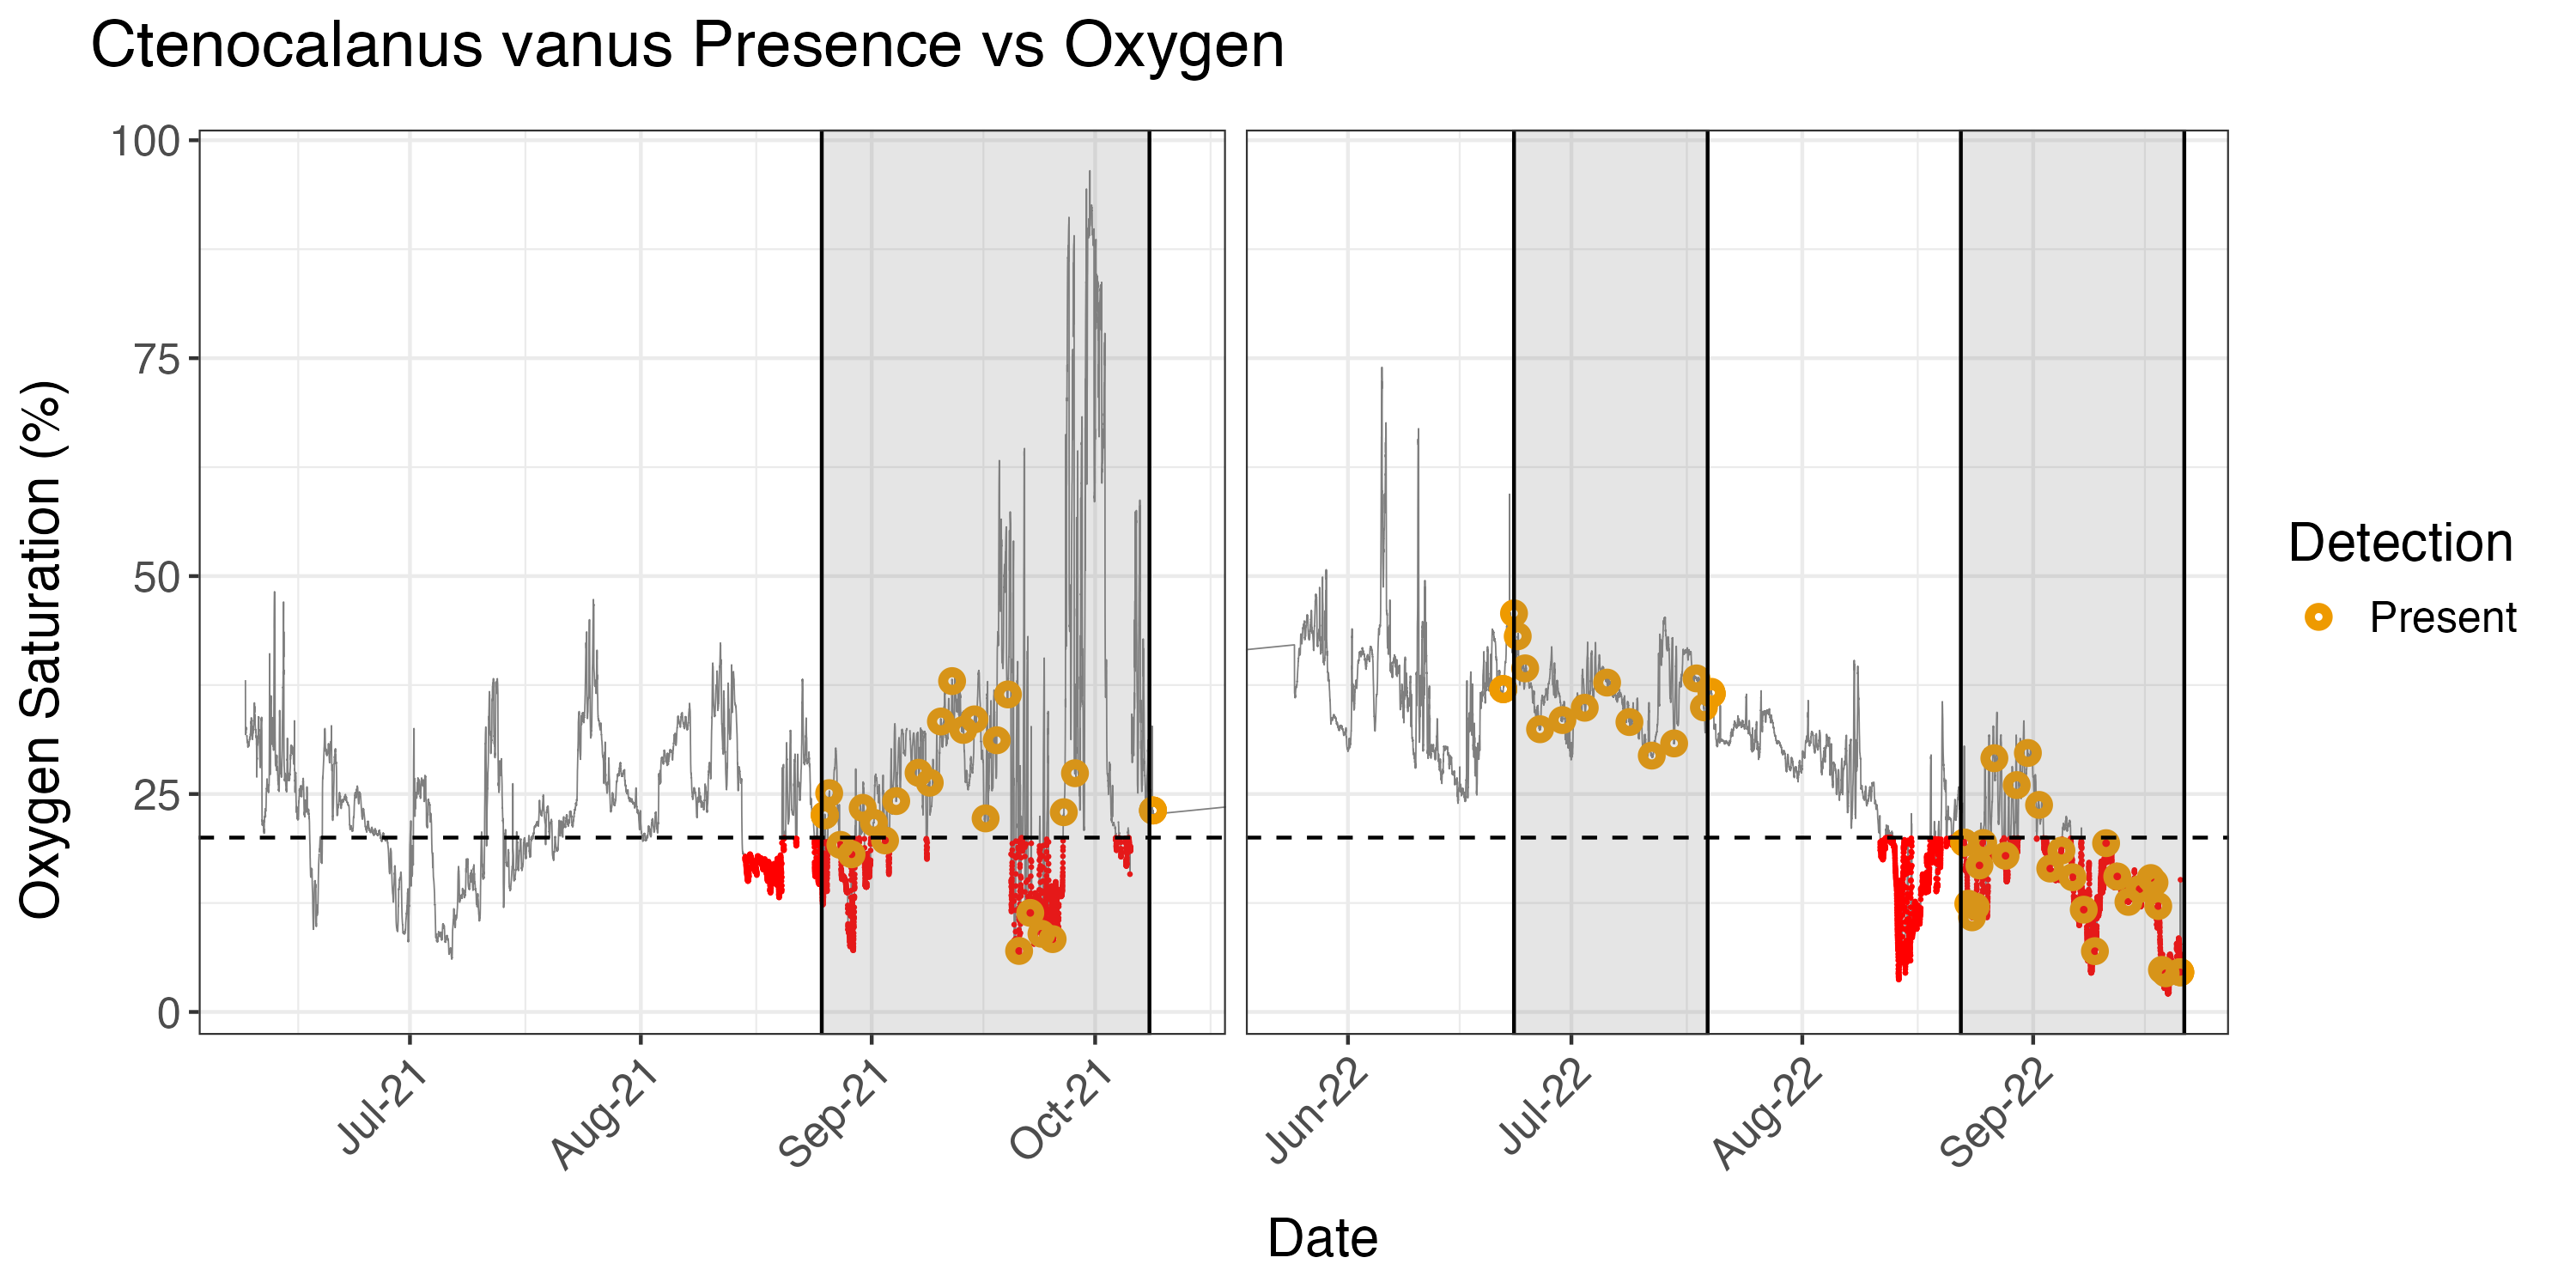 Ctenocalanus vanus Presence vs Oxygen
Oxygen Saturation (%)
100
75
50
25
0
Jul-21
Aug-21
Sep-21
Oct-21
Jun-22
Jul-22
Aug-22
Sep-22
Date
Detection
Present